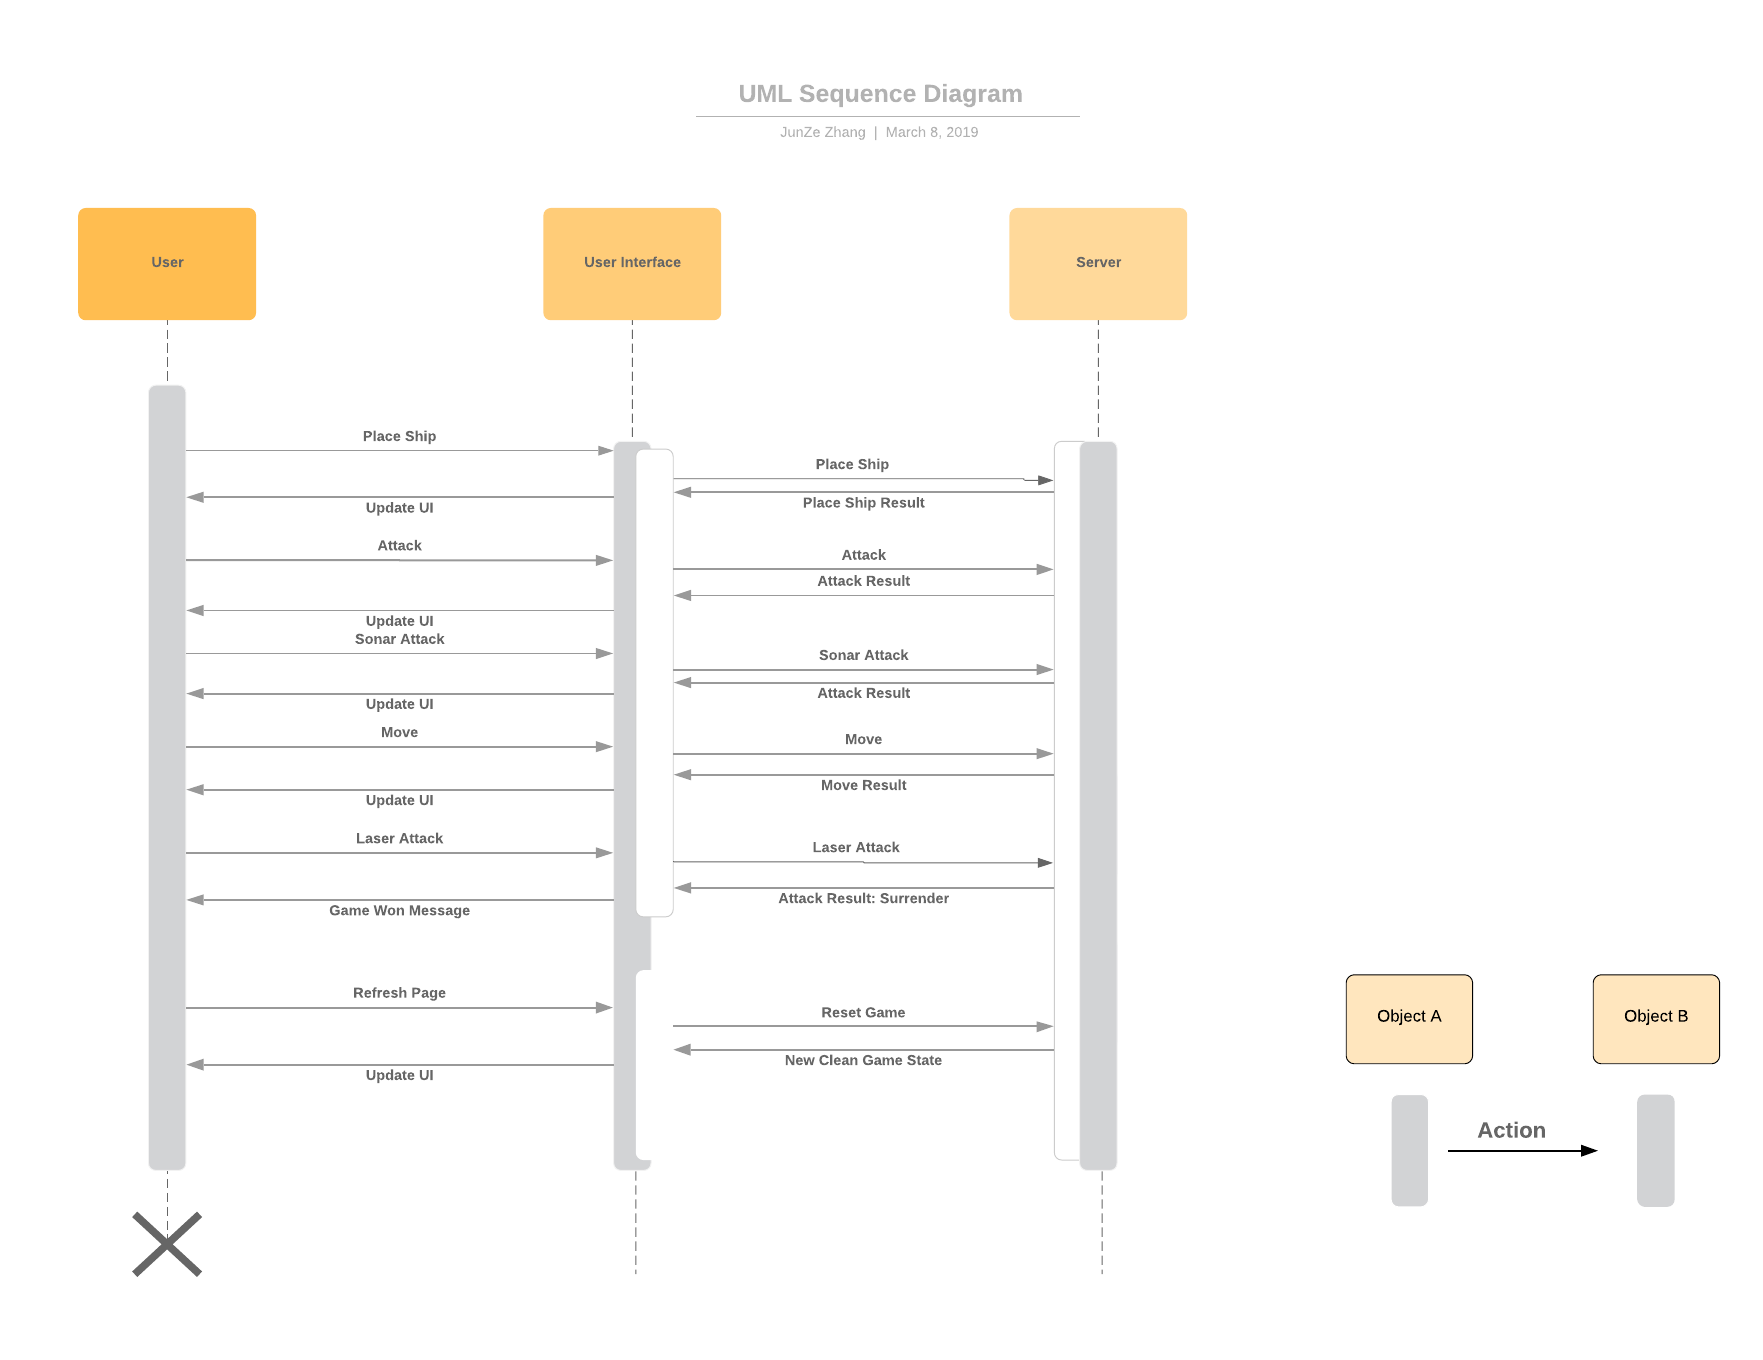 UML Sequence Diagram
JunZe Zhang | March 8, 2019
User
User Interface
Server
Place Ship
Place Ship
Place Ship Result
Update UI
Attack
Attack
Attack Result
Update UI
Sonar Attack
Sonar Attack
Attack Result
Update UI
Move
Move
Move Result
Update UI
Laser Attack
Laser Attack
Attack Result: Surrender
Game Won Message
Refresh Page
Reset Game
New Clean Game State
Update UI
Object A
Object B
Action